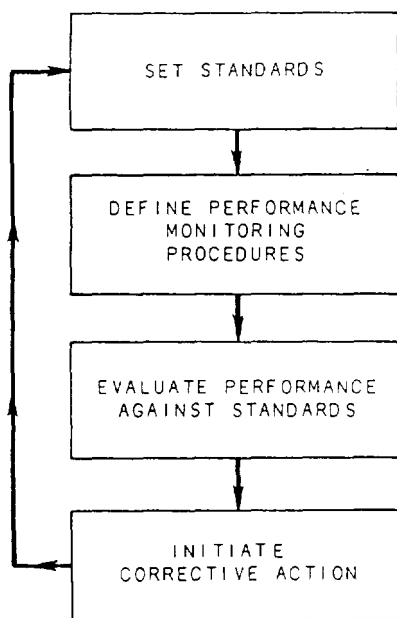 SET STANDARDS
DEFINE PERFORMANCE
MONITORING
PROCEDURES
EVALUATE PERFORMANCE
AGAINST STANDARDS
INITIATE
CORRECTIVE ACTION